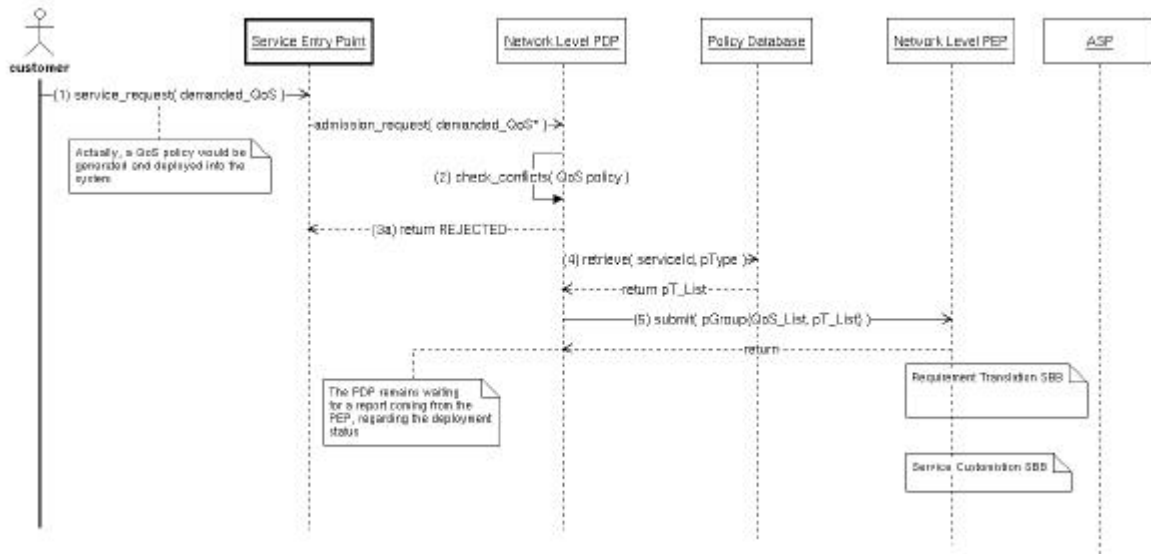 customer
Service Entry Point
Network Level PDP
Policy Database
Network Level PEP
ASP
(1) service_request( demanded_QoS )
admission_request( demanded_QoS* )
Actually, a QoS policy would be
generated and deployed into the
system
(2) check_conflicts( QoS policy )
(3a) return REJECTED
(4) retrieve( serviceId, pType )
return pT_List
(5) submit( pGroup{QoS_List, pT_List} )
return
The PDP remains waiting
for a report coming from the
PEP, regarding the deployment
status
Requirement Translation SBB
Service Customistion SBB